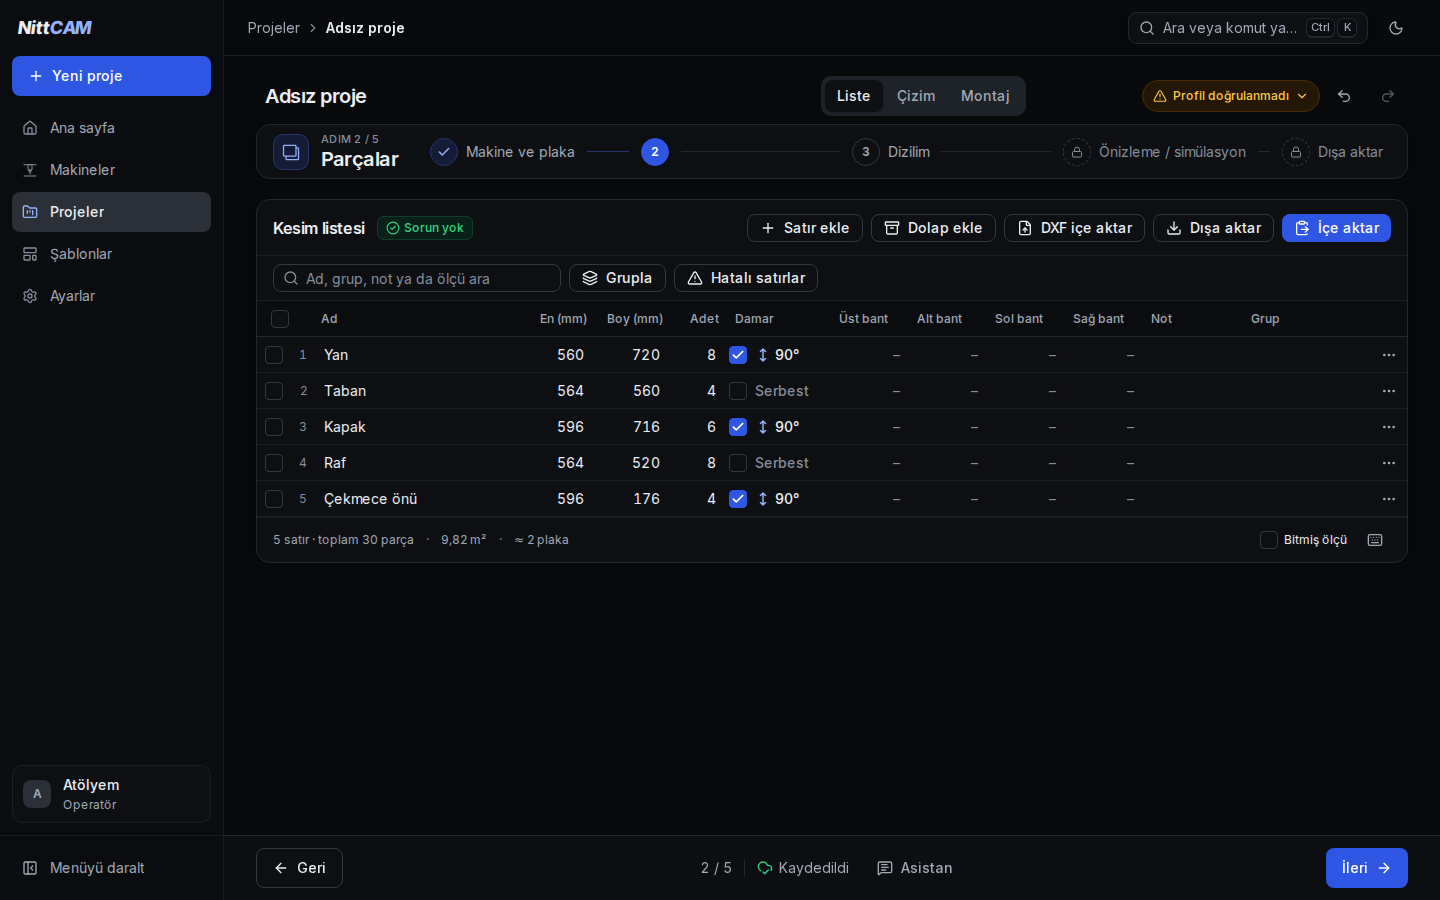 NittCAM
Yeni proje
Ana sayfa
Makineler
Projeler
Şablonlar
Ayarlar
A
Atölyem
Operatör
Menüyü daralt
Projeler > Adsız proje
Ara veya komut ya... Ctrl K
Adsız proje
Liste Çizim Montaj
Profil doğrulanmadı
ADIM 2 / 5
Parçalar
Makine ve plaka
2
3 Dizilim
Önizleme / simülasyon
Dışa aktar
Kesim listesi
Sorun yok
Satır ekle
Dolap ekle
DXF içe aktar
Dışa aktar
İçe aktar
Ad, grup, not ya da ölçü ara
Grupla
Hatalı satırlar
Ad En (mm) Boy (mm) Adet Damar Üst bant Alt bant Sol bant Sağ bant Not Grup
1 Yan 560 720 8 90° – – – –
2 Taban 564 560 4 Serbest – – – –
3 Kapak 596 716 6 90° – – – –
4 Raf 564 520 8 Serbest – – – –
5 Çekmece önü 596 176 4 90° – – – –
5 satır · toplam 30 parça · 9,82 m² · ≈ 2 plaka
Bitmiş ölçü
Geri
2 / 5
Kaydedildi
Asistan
İleri